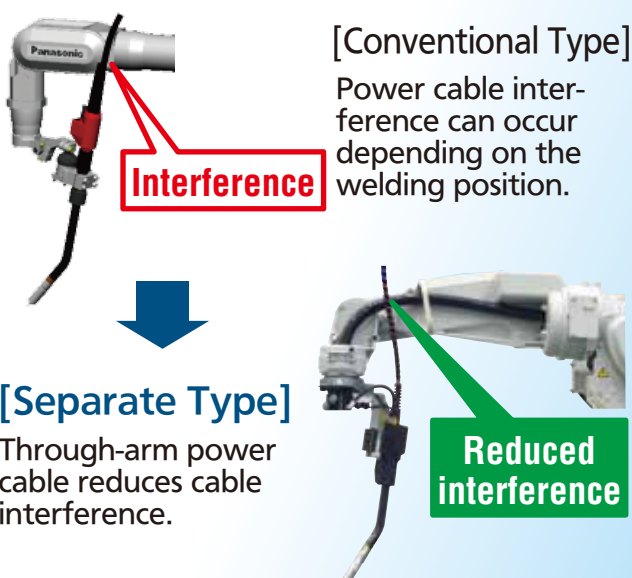 Panasonic
[Conventional Type]
Power cable inter-
ference can occur
depending on the
welding position.
Interference
[Separate Type]
Through-arm power
cable reduces cable
interference.
Reduced
interference